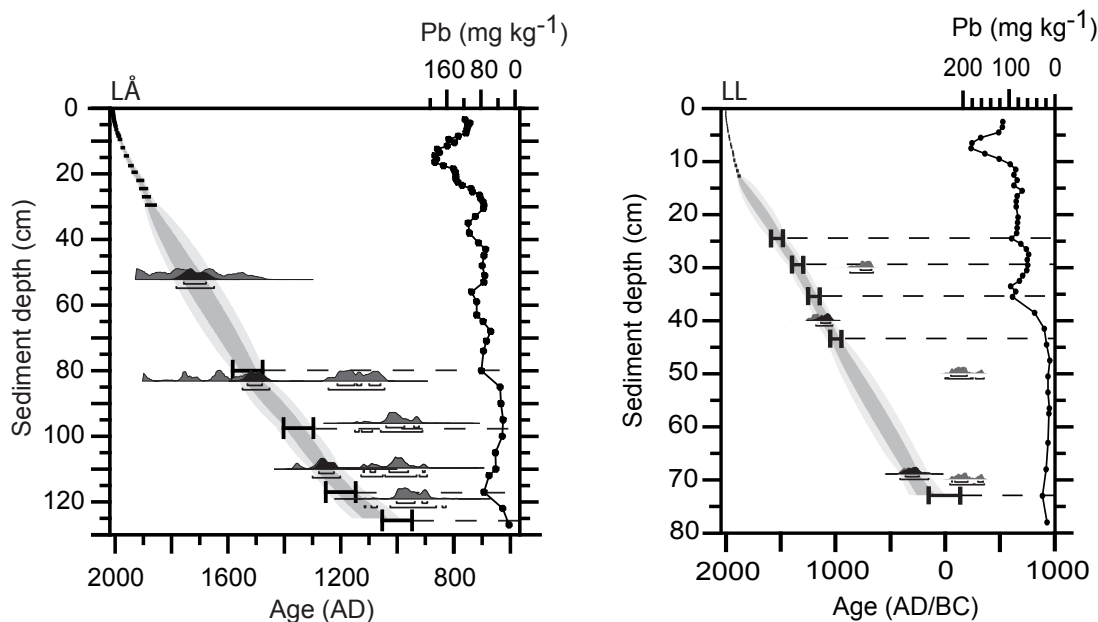 Pb (mg kg-1)
160 80 0
LÅ
0
20
40
60
80
100
120
Sediment depth (cm)
2000 1600 1200 800
Age (AD)
Pb (mg kg-1)
200 100 0
LL
0
10
20
30
40
50
60
70
80
Sediment depth (cm)
2000 1000 0 1000
Age (AD/BC)